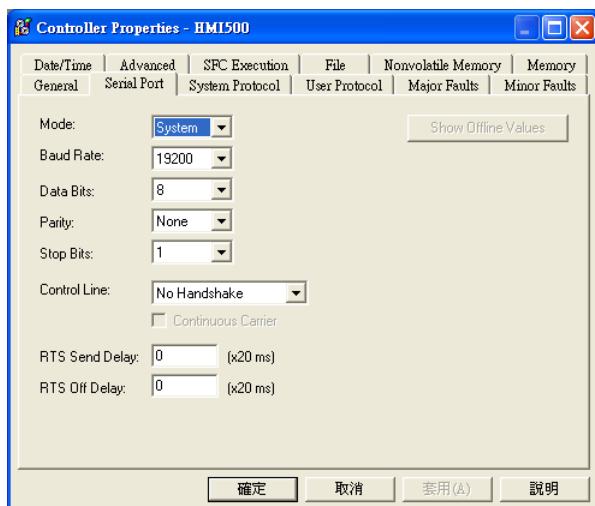 Controller Properties - HMI500
Date/Time Advanced SFC Execution File Nonvolatile Memory Memory
General Serial Port System Protocol User Protocol Major Faults Minor Faults
Mode: System Show Offline Values
Baud Rate: 19200
Data Bits: 8
Parity: None
Stop Bits: 1
Control Line: No Handshake
Continuous Carrier
RTS Send Delay: 0 (x20 ms)
RTS Off Delay: 0 (x20 ms)
確定 取消 套用(A) 說明